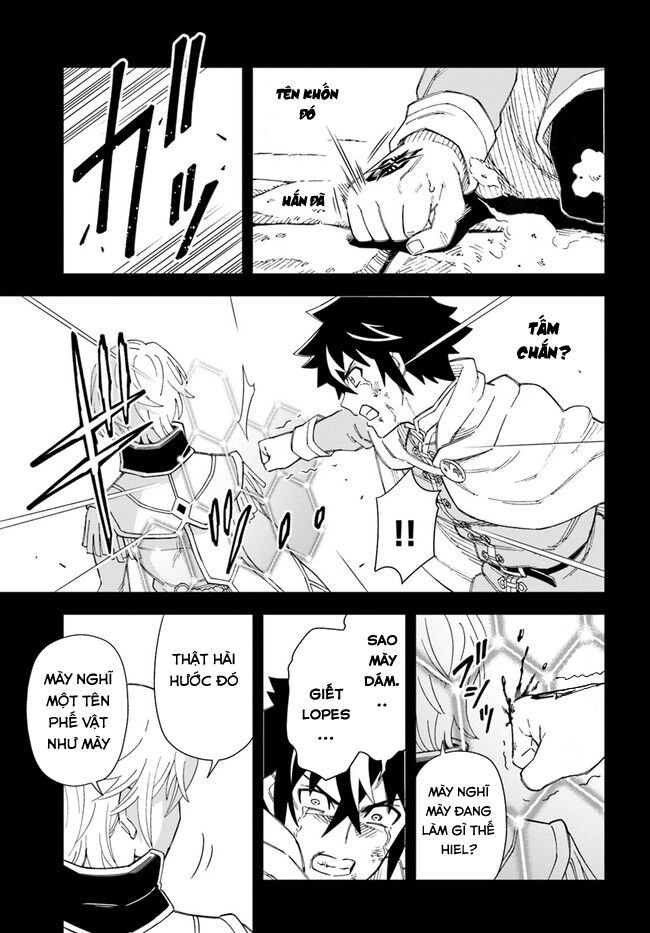 TÊN KHỐN
ĐÓ
HẮN ĐÃ
TẤM
CHẮN?
!!
MÀY NGHĨ
MÀY ĐANG
LÀM GÌ THẾ
HIEL?
SAO
MÀY
DÁM.
..
GIẾT
LOPES
...
THẬT HÀI
HƯỚC ĐÓ
MÀY NGHĨ
MỘT TÊN
PHẾ VẬT
NHƯ MÀY